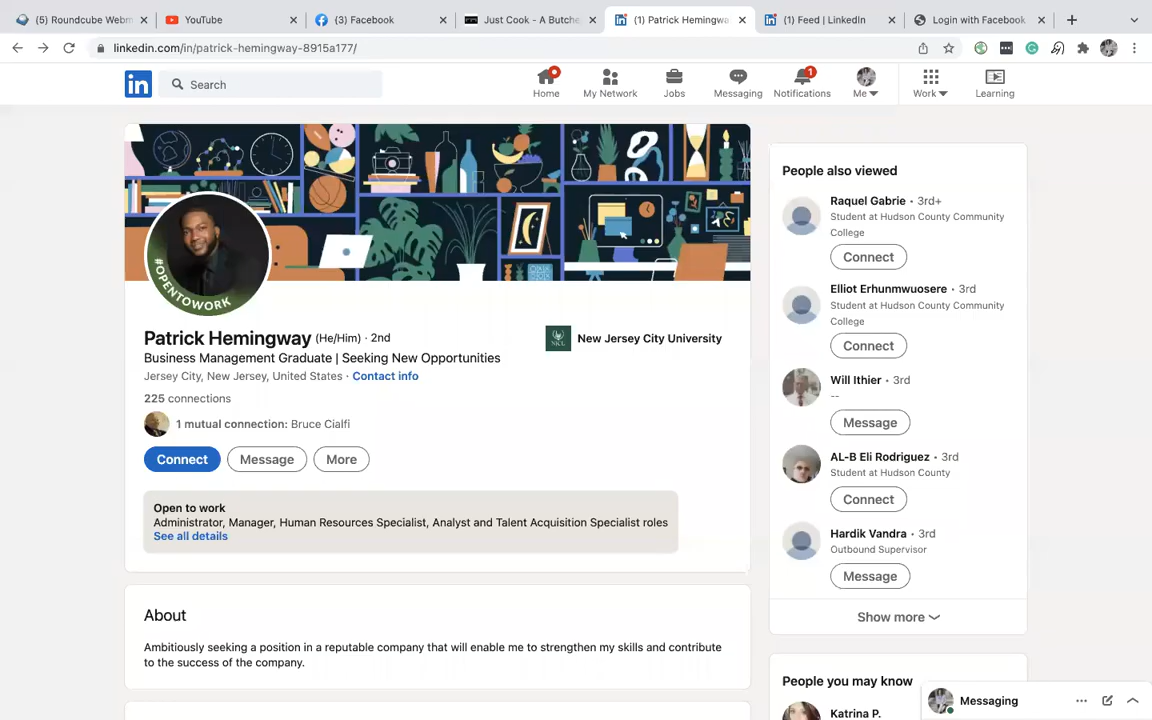 (5) Roundcube Webm
YouTube
(3) Facebook
Just Cook - A Butche
(1) Patrick Hemingwa
(1) Feed | LinkedIn
Login with Facebook
linkedin.com/in/patrick-hemingway-8915a177/
in
Search
Home
My Network
Jobs
Messaging
1
Notifications
Me
Work
Learning
#OPENTOWORK
Patrick Hemingway (He/Him) · 2nd
Business Management Graduate | Seeking New Opportunities
Jersey City, New Jersey, United States · Contact info
225 connections
1 mutual connection: Bruce Cialfi
Connect
Message
More
New Jersey City University
Open to work
Administrator, Manager, Human Resources Specialist, Analyst and Talent Acquisition Specialist roles
See all details
About
Ambitiously seeking a position in a reputable company that will enable me to strengthen my skills and contribute
to the success of the company.
People also viewed
Raquel Gabrie · 3rd+
Student at Hudson County Community
College
Connect
Elliot Erhunmwuosere · 3rd
Student at Hudson County Community
College
Connect
Will Ithier · 3rd
--
Message
AL-B Eli Rodriguez · 3rd
Student at Hudson County
Connect
Hardik Vandra · 3rd
Outbound Supervisor
Message
Show more
People you may know
Katrina P.
Messaging